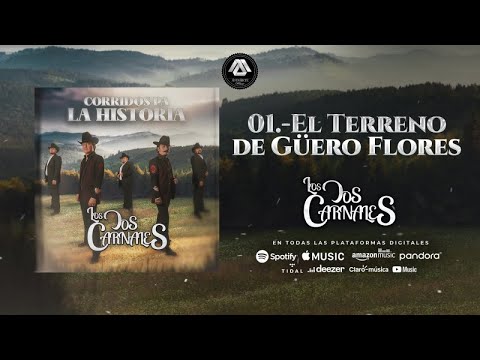 CORRIDOS PA'
LA HISTORIA
LOS DOS
CARNALES
01.-EL TERRENO
DE GÜERO FLORES
LOS DOS
CARNALES
EN TODAS LAS PLATAFORMAS DIGITALES
Spotify MUSIC amazon music pandora
TIDAL deezer Claro música Music